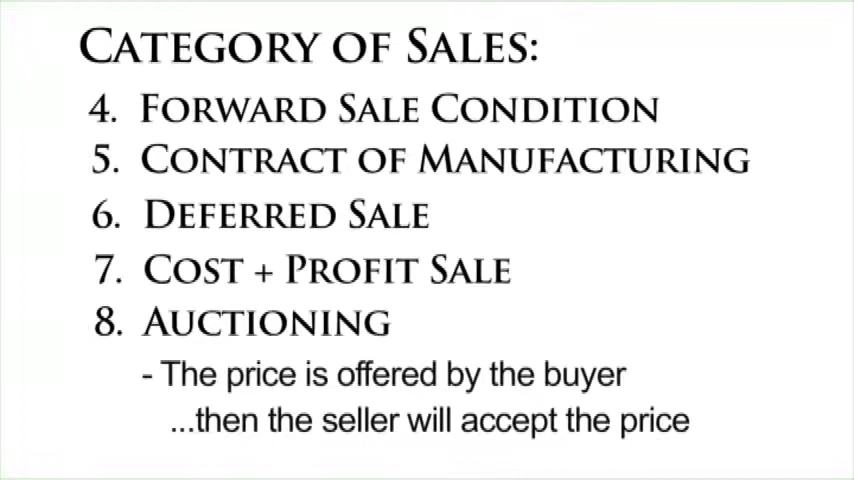 CATEGORY OF SALES:
4. FORWARD SALE CONDITION
5. CONTRACT OF MANUFACTURING
6. DEFERRED SALE
7. COST + PROFIT SALE
8. AUCTIONING
- The price is offered by the buyer
...then the seller will accept the price